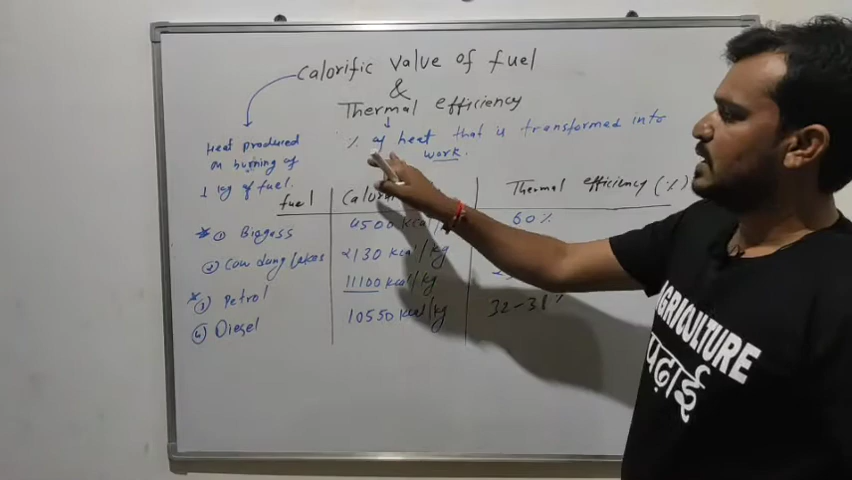 Calorific value of fuel
&
Thermal efficiency
Heat produced
on burning of
1 kg of fuel.
% of heat that is transformed into
work.
fuel Thermal efficiency (%)
① Biogass 4500 60%
② Cow dung Cakes 2130 kcal/kg
③ Petrol 11100 kcal/kg
④ Diesel 10550 kcal/kg 32-31%
AGRICULTURE
पढ़ाई